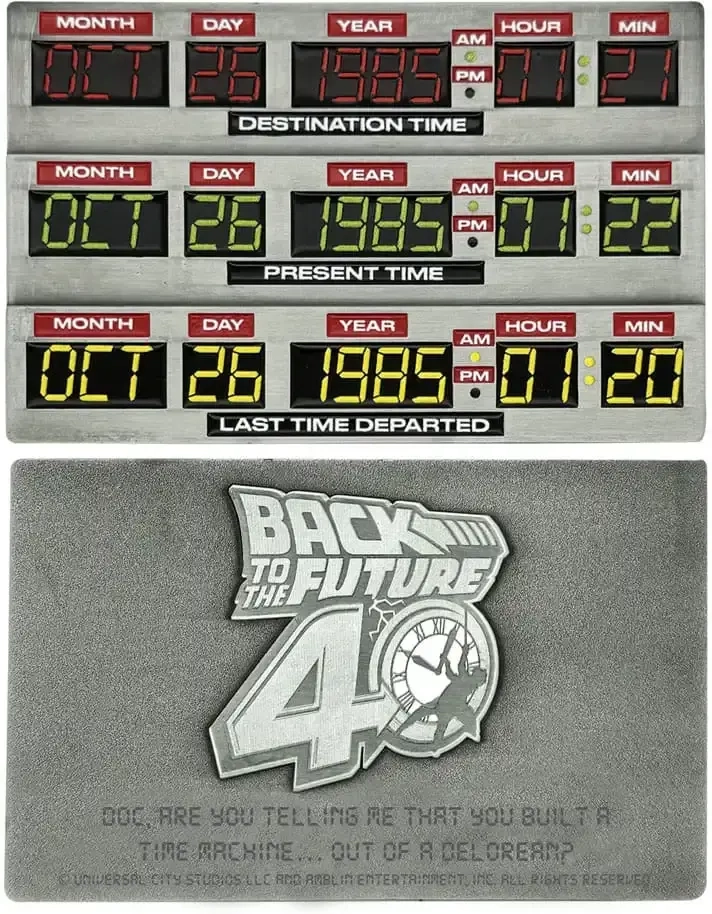 MONTH DAY YEAR AM HOUR MIN
OCT 26 1985 PM 01 21
DESTINATION TIME
MONTH DAY YEAR AM HOUR MIN
OCT 26 1985 PM 01 22
PRESENT TIME
MONTH DAY YEAR AM HOUR MIN
OCT 26 1985 PM 01 20
LAST TIME DEPARTED
BACK
TO THE FUTURE
40
DOC, ARE YOU TELLING ME THAT YOU BUILT A
TIME MACHINE... OUT OF A DELOREAN?
© UNIVERSAL CITY STUDIOS LLC AND AMBLIN ENTERTAINMENT, INC. ALL RIGHTS RESERVED